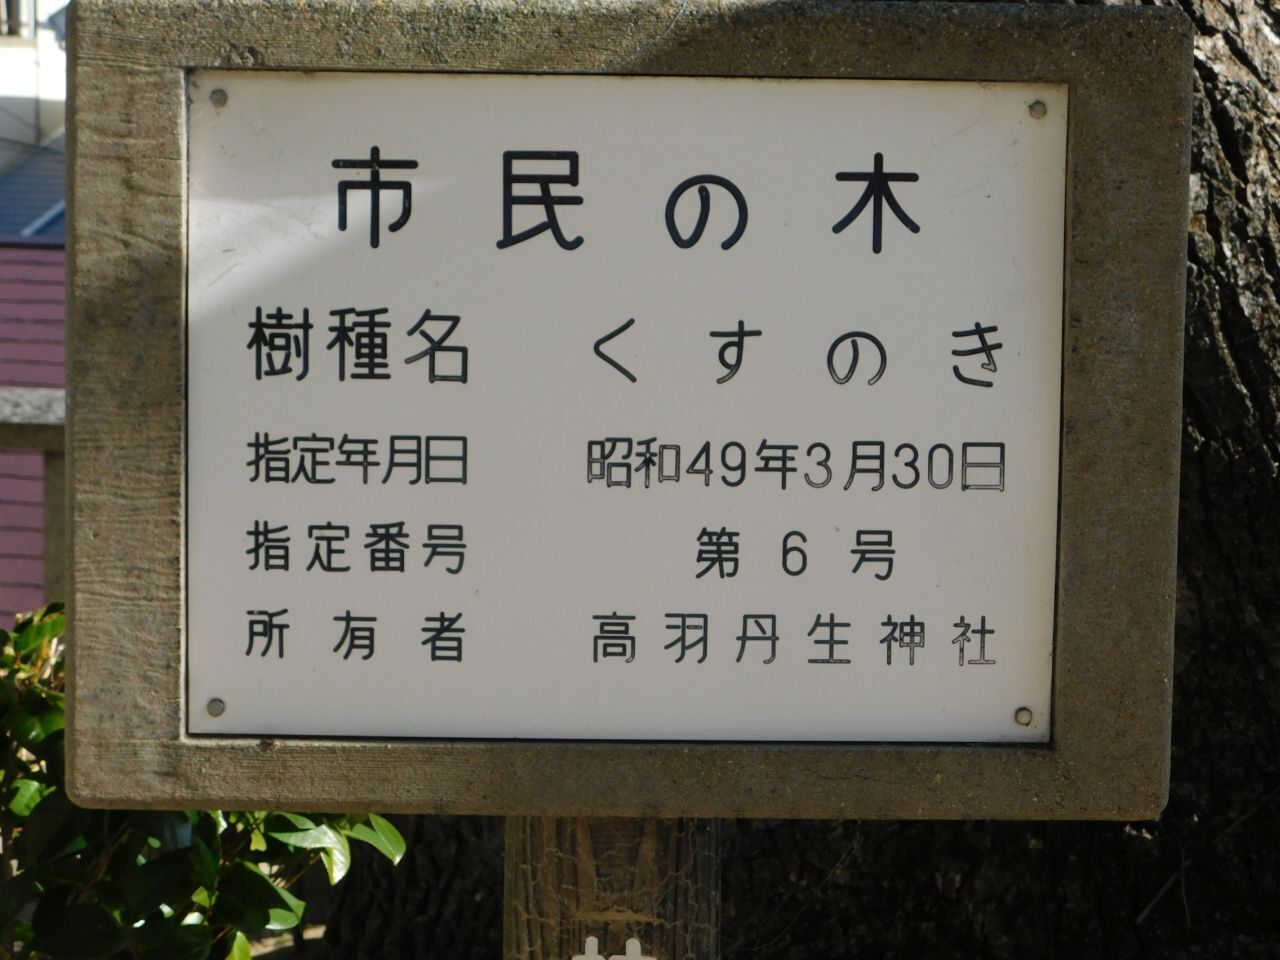 市民の木
樹種名 くすのき
指定年月日 昭和49年3月30日
指定番号 第6号
所有者 高羽丹生神社